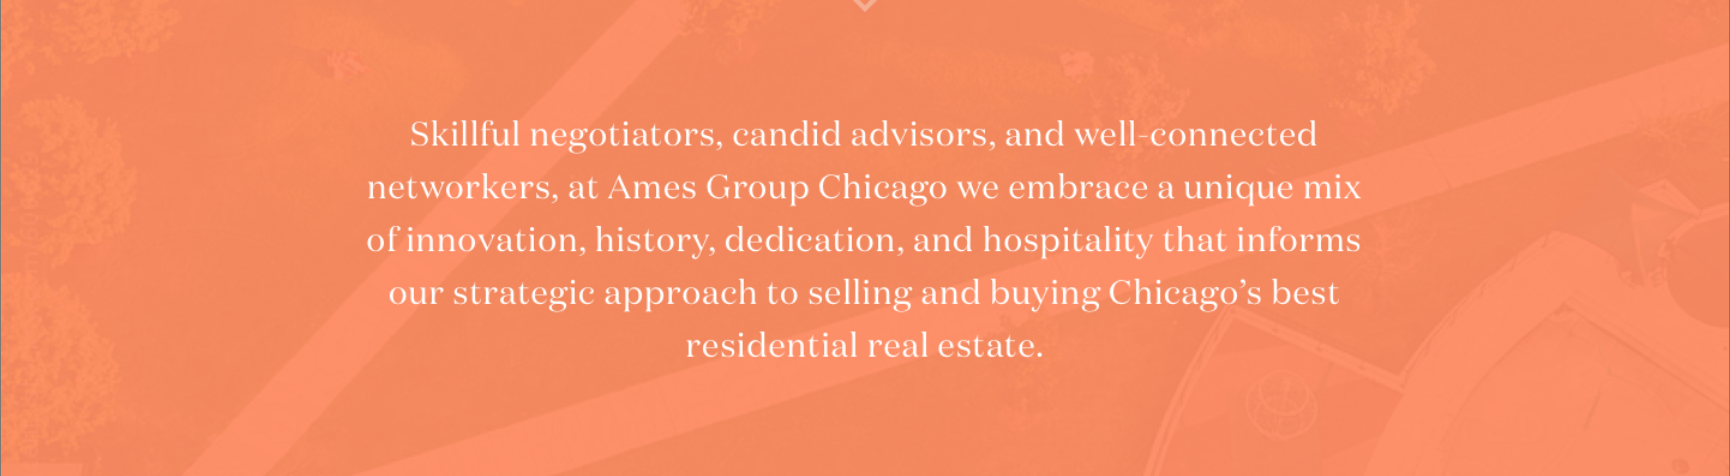 Skillful negotiators, candid advisors, and well-connected
networkers, at Ames Group Chicago we embrace a unique mix
of innovation, history, dedication, and hospitality that informs
our strategic approach to selling and buying Chicago’s best
residential real estate.